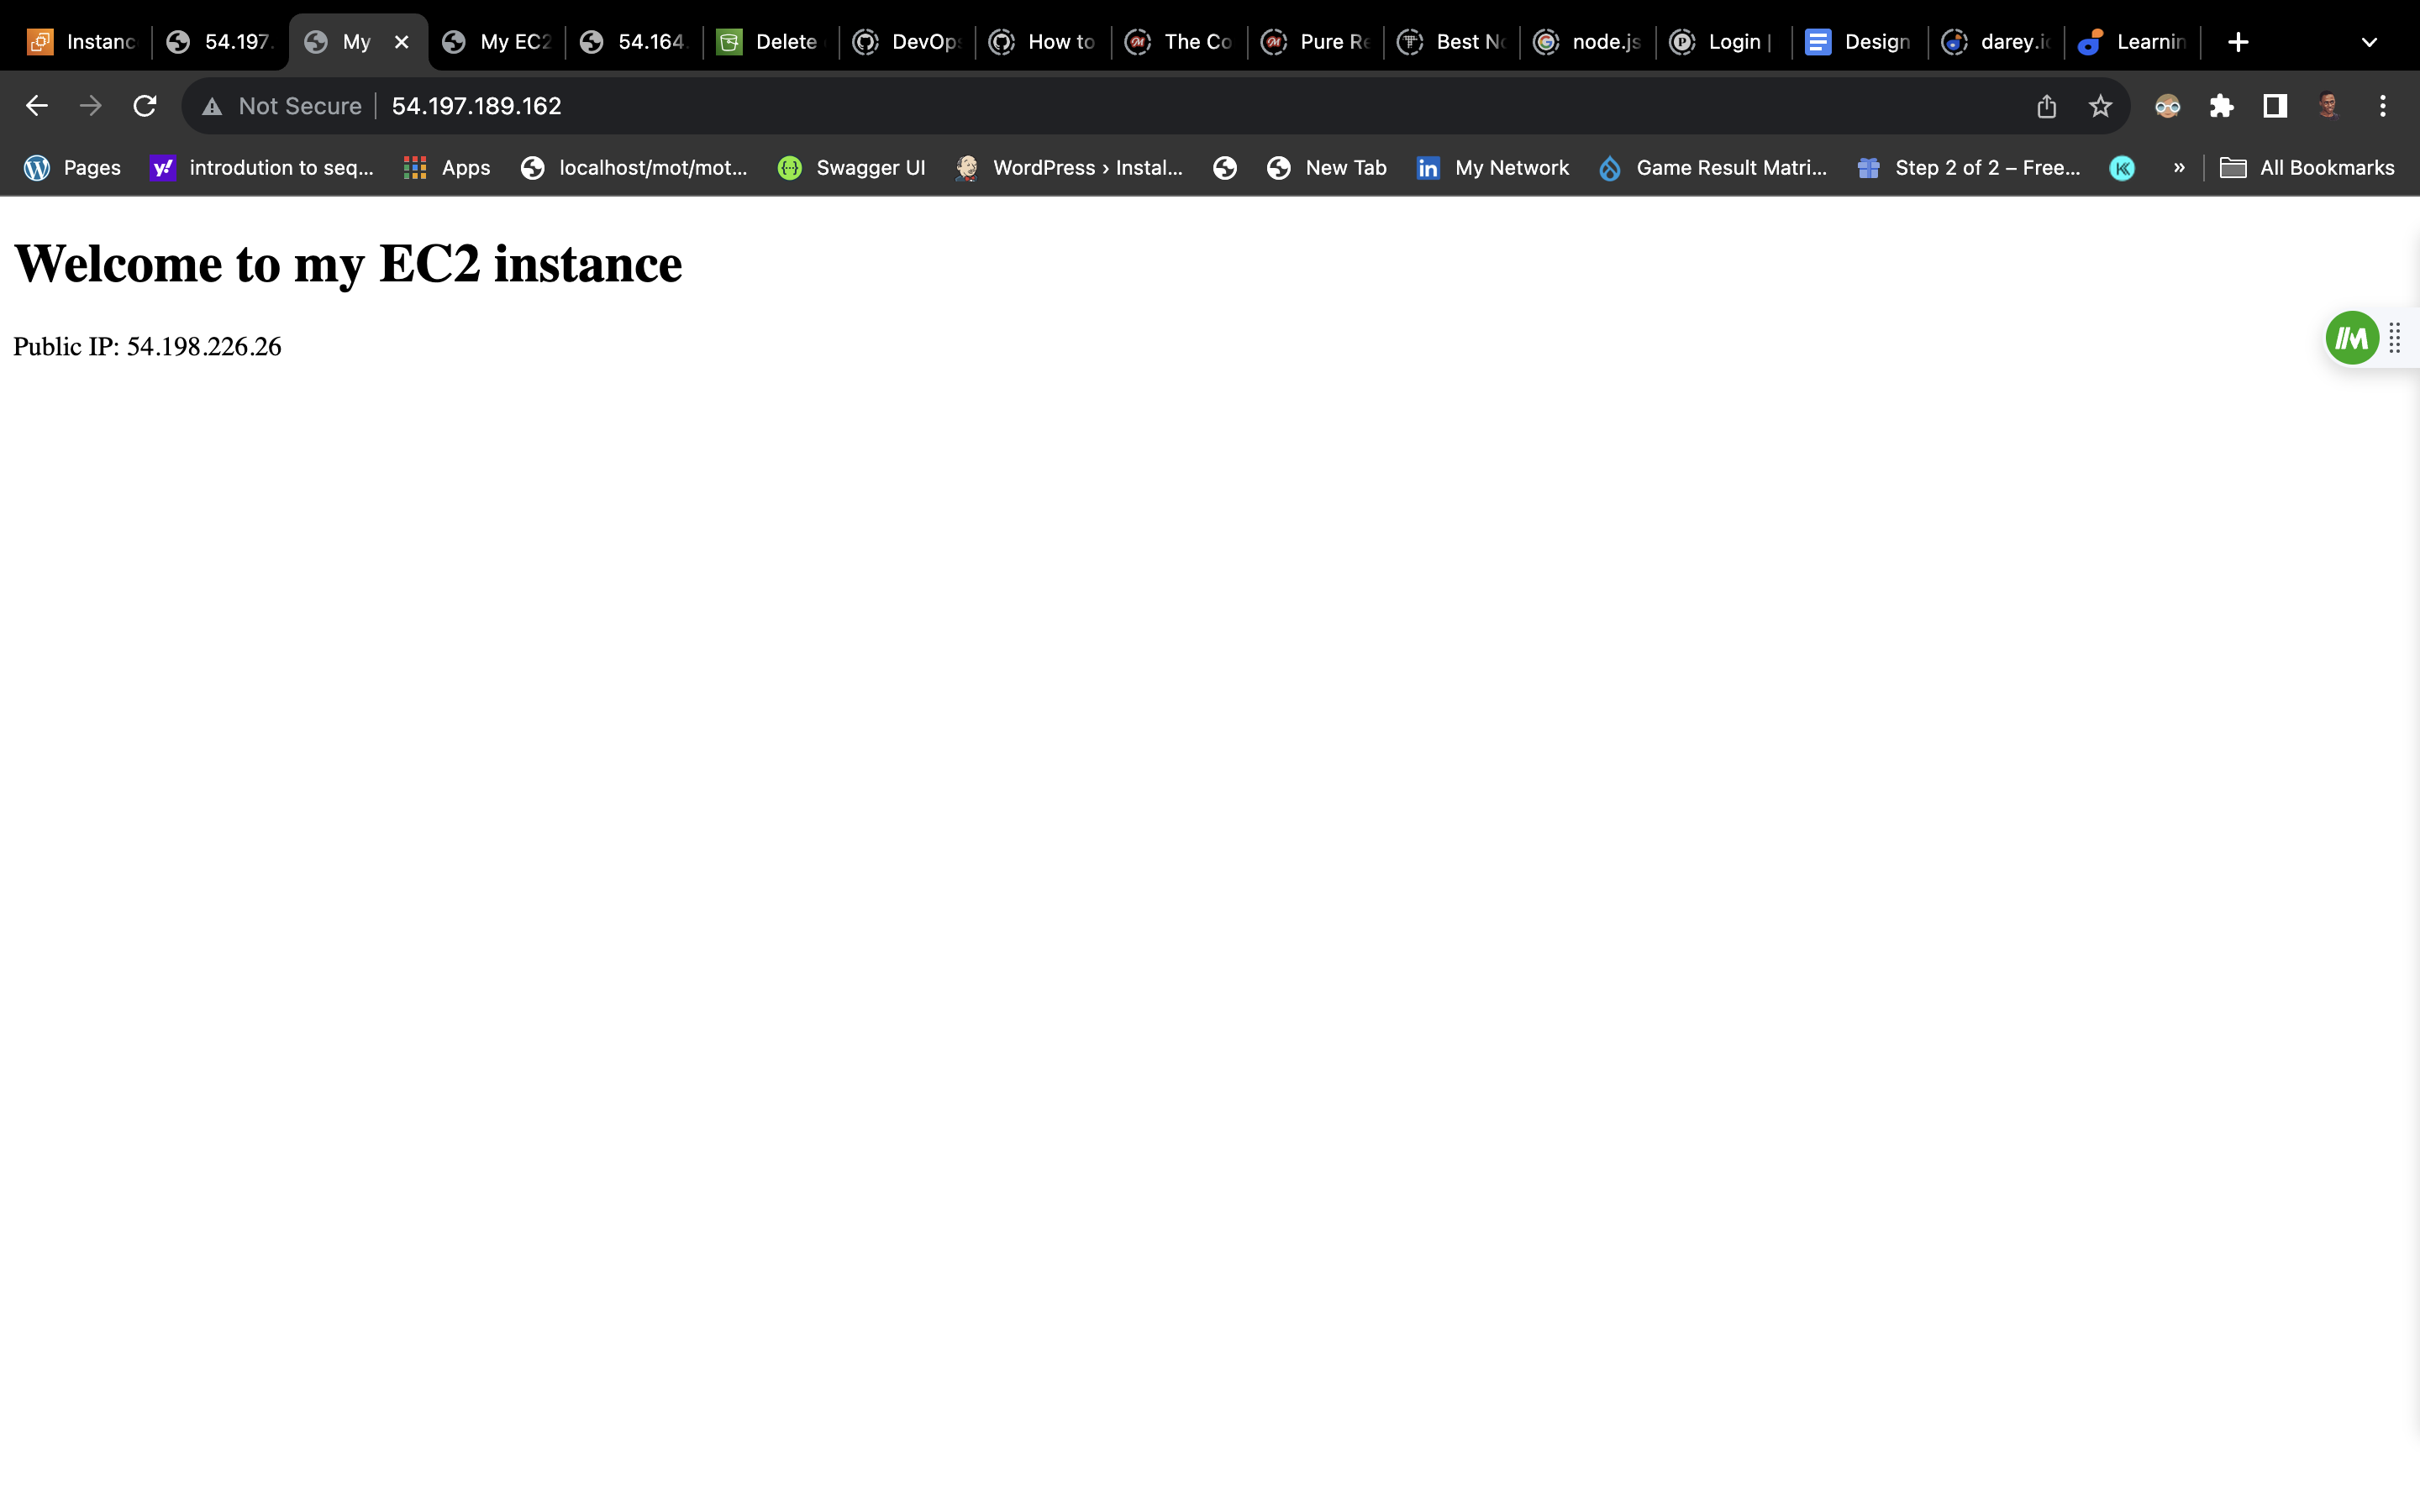 Instanc 54.197. My My EC2 54.164. Delete DevOps How to The Co Pure Re Best No node.js Login | Design darey.io Learnin
Not Secure 54.197.189.162
Pages introdution to seq... Apps localhost/mot/mot... Swagger UI WordPress › Instal... New Tab My Network Game Result Matri... Step 2 of 2 – Free... » All Bookmarks
Welcome to my EC2 instance
Public IP: 54.198.226.26